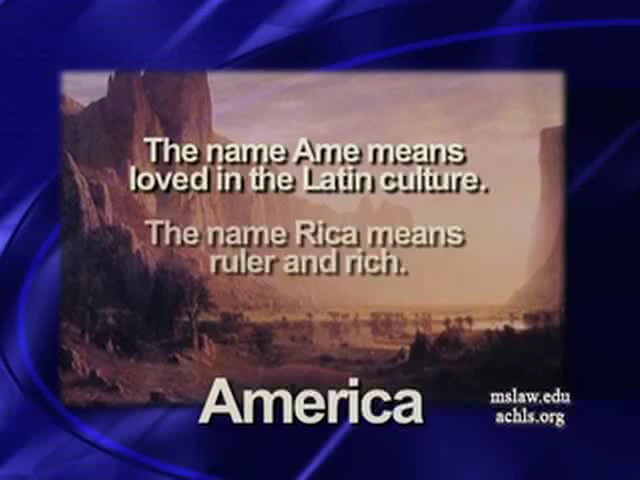 The name Ame means
loved in the Latin culture.
The name Rica means
ruler and rich.
America
mslaw.edu
achls.org